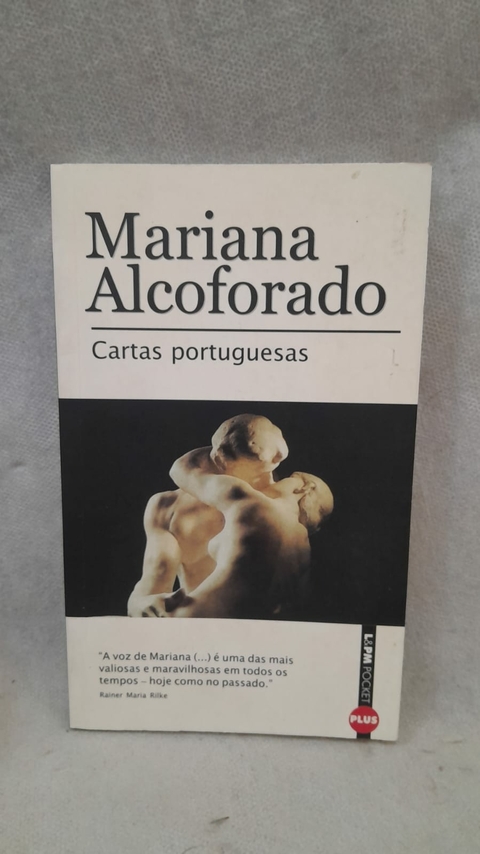 Mariana
Alcoforado
Cartas portuguesas
"A voz de Mariana (...) é uma das mais
valiosas e maravilhosas em todos os
tempos – hoje como no passado."
Rainer Maria Rilke
L&PM POCKET
PLUS